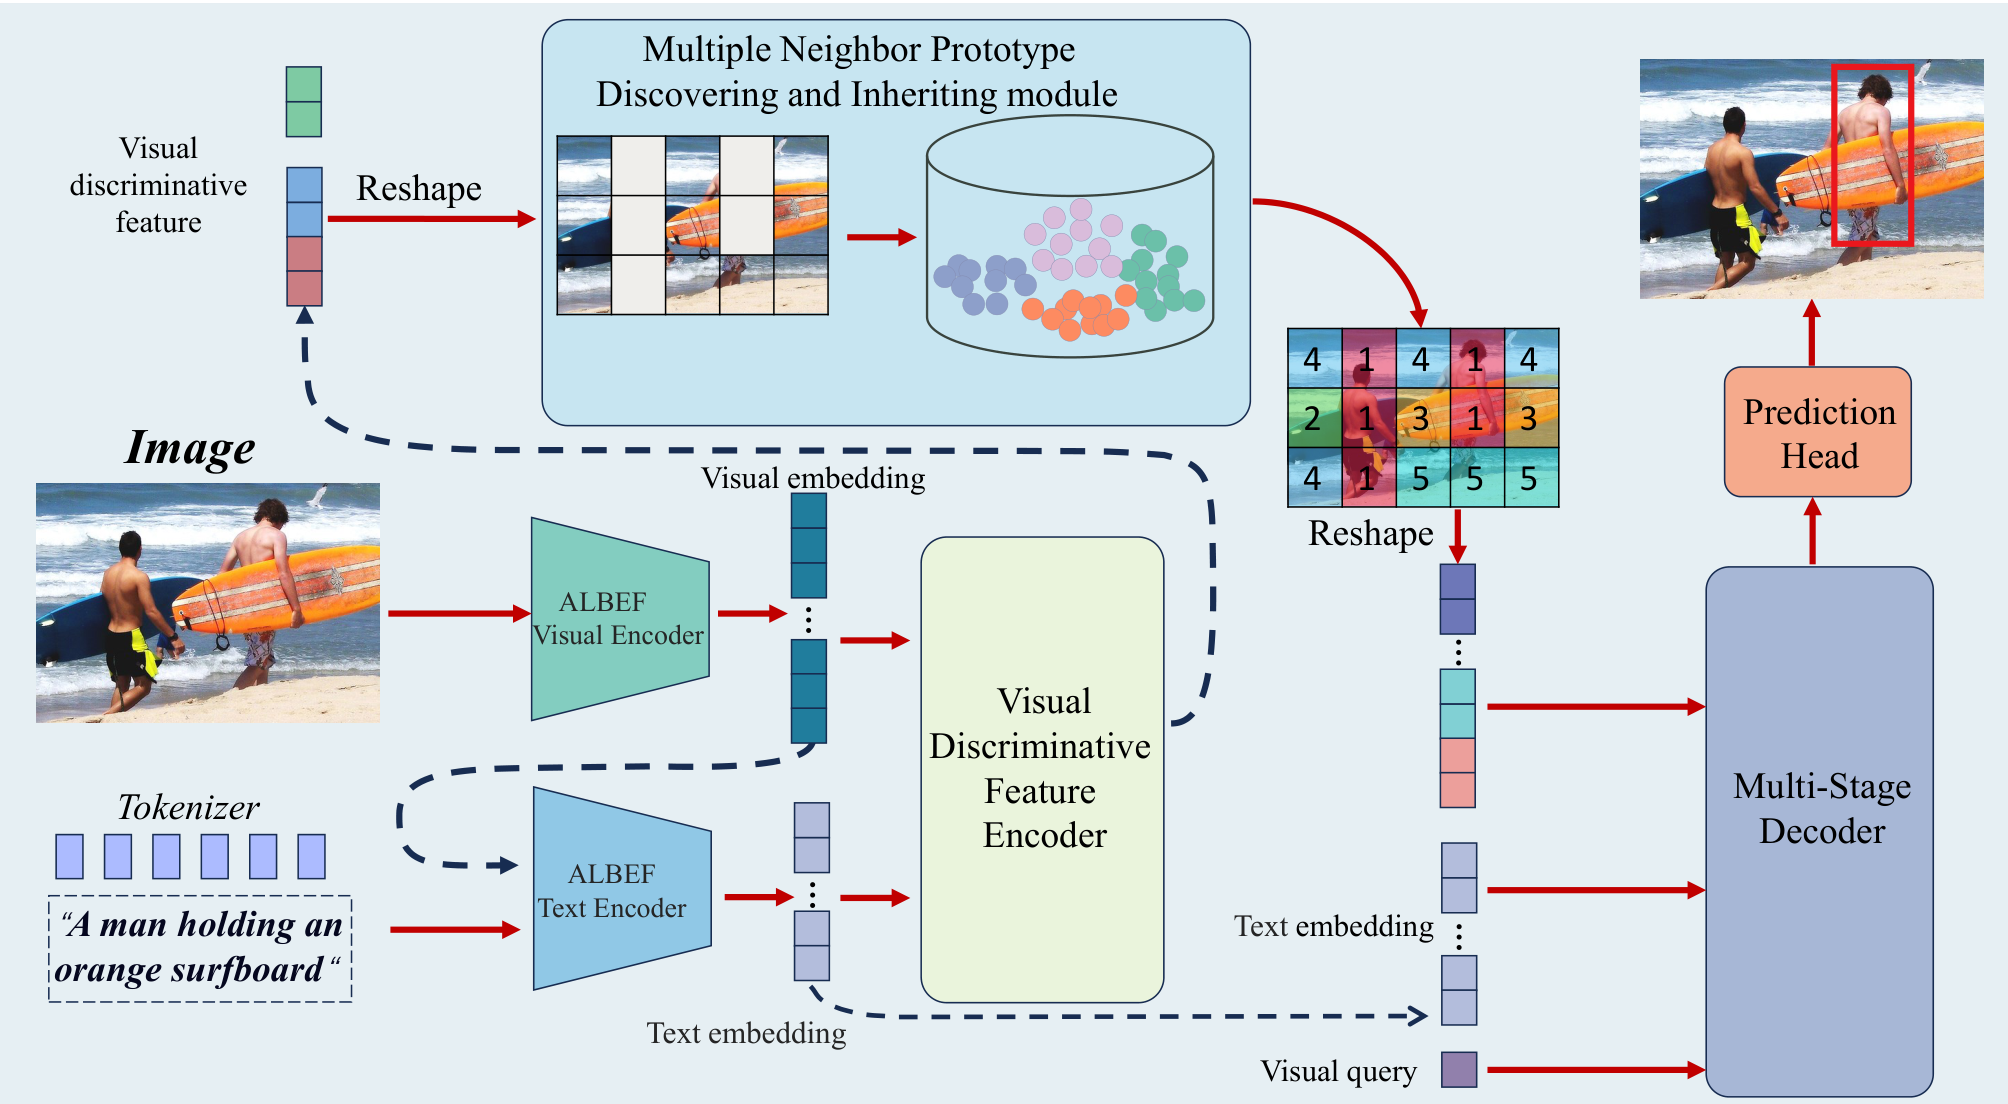 Multiple Neighbor Prototype
Discovering and Inheriting module
Visual
discriminative
feature
Reshape
4 1 4 1 4
2 1 3 1 3
4 1 5 5 5
Reshape
Prediction
Head
Image
Visual embedding
ALBEF
Visual Encoder
Visual
Discriminative
Feature
Encoder
Multi-Stage
Decoder
Tokenizer
“A man holding an
orange surfboard“
ALBEF
Text Encoder
Text embedding
Text embedding
Visual query